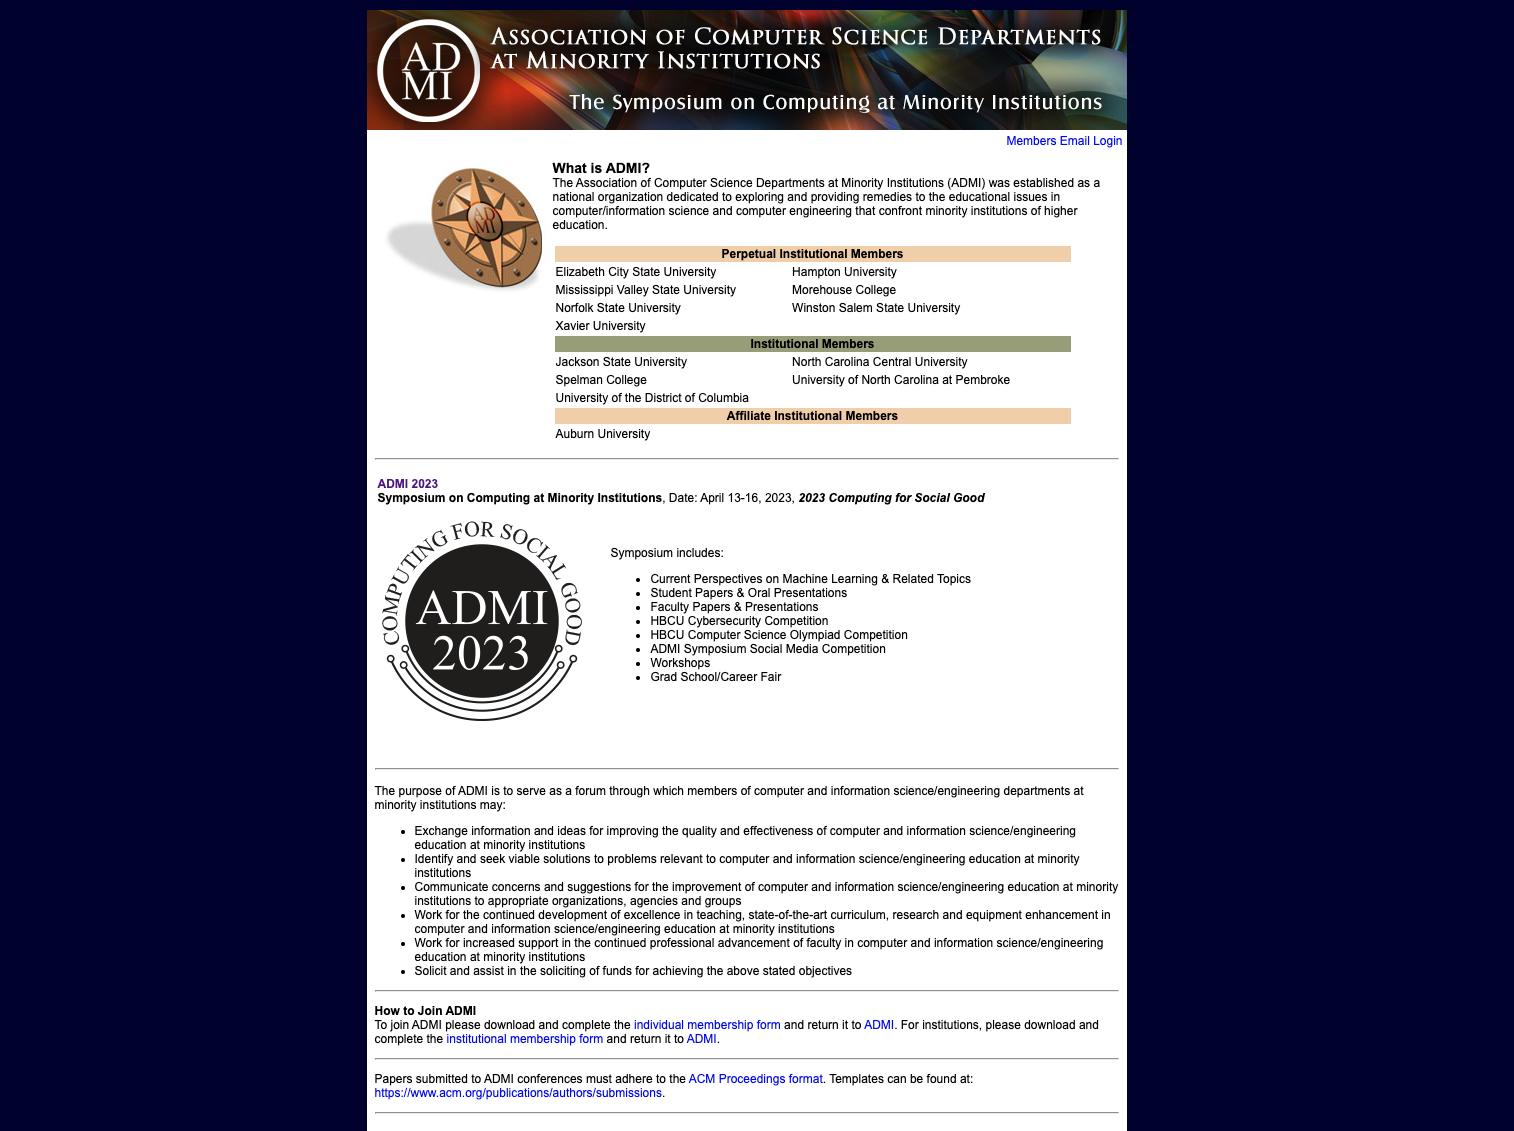 AD
MI
ASSOCIATION OF COMPUTER SCIENCE DEPARTMENTS
AT MINORITY INSTITUTIONS
The Symposium on Computing at Minority Institutions
Members Email Login
AD
MI
What is ADMI?
The Association of Computer Science Departments at Minority Institutions (ADMI) was established as a
national organization dedicated to exploring and providing remedies to the educational issues in
computer/information science and computer engineering that confront minority institutions of higher
education.
Perpetual Institutional Members
Elizabeth City State University Hampton University
Mississippi Valley State University Morehouse College
Norfolk State University Winston Salem State University
Xavier University
Institutional Members
Jackson State University North Carolina Central University
Spelman College University of North Carolina at Pembroke
University of the District of Columbia
Affiliate Institutional Members
Auburn University
ADMI 2023
Symposium on Computing at Minority Institutions, Date: April 13-16, 2023, 2023 Computing for Social Good
COMPUTING FOR SOCIAL GOOD
ADMI
2023
Symposium includes:
• Current Perspectives on Machine Learning & Related Topics
• Student Papers & Oral Presentations
• Faculty Papers & Presentations
• HBCU Cybersecurity Competition
• HBCU Computer Science Olympiad Competition
• ADMI Symposium Social Media Competition
• Workshops
• Grad School/Career Fair
The purpose of ADMI is to serve as a forum through which members of computer and information science/engineering departments at
minority institutions may:
• Exchange information and ideas for improving the quality and effectiveness of computer and information science/engineering
education at minority institutions
• Identify and seek viable solutions to problems relevant to computer and information science/engineering education at minority
institutions
• Communicate concerns and suggestions for the improvement of computer and information science/engineering education at minority
institutions to appropriate organizations, agencies and groups
• Work for the continued development of excellence in teaching, state-of-the-art curriculum, research and equipment enhancement in
computer and information science/engineering education at minority institutions
• Work for increased support in the continued professional advancement of faculty in computer and information science/engineering
education at minority institutions
• Solicit and assist in the soliciting of funds for achieving the above stated objectives
How to Join ADMI
To join ADMI please download and complete the individual membership form and return it to ADMI. For institutions, please download and
complete the institutional membership form and return it to ADMI.
Papers submitted to ADMI conferences must adhere to the ACM Proceedings format. Templates can be found at:
https://www.acm.org/publications/authors/submissions.